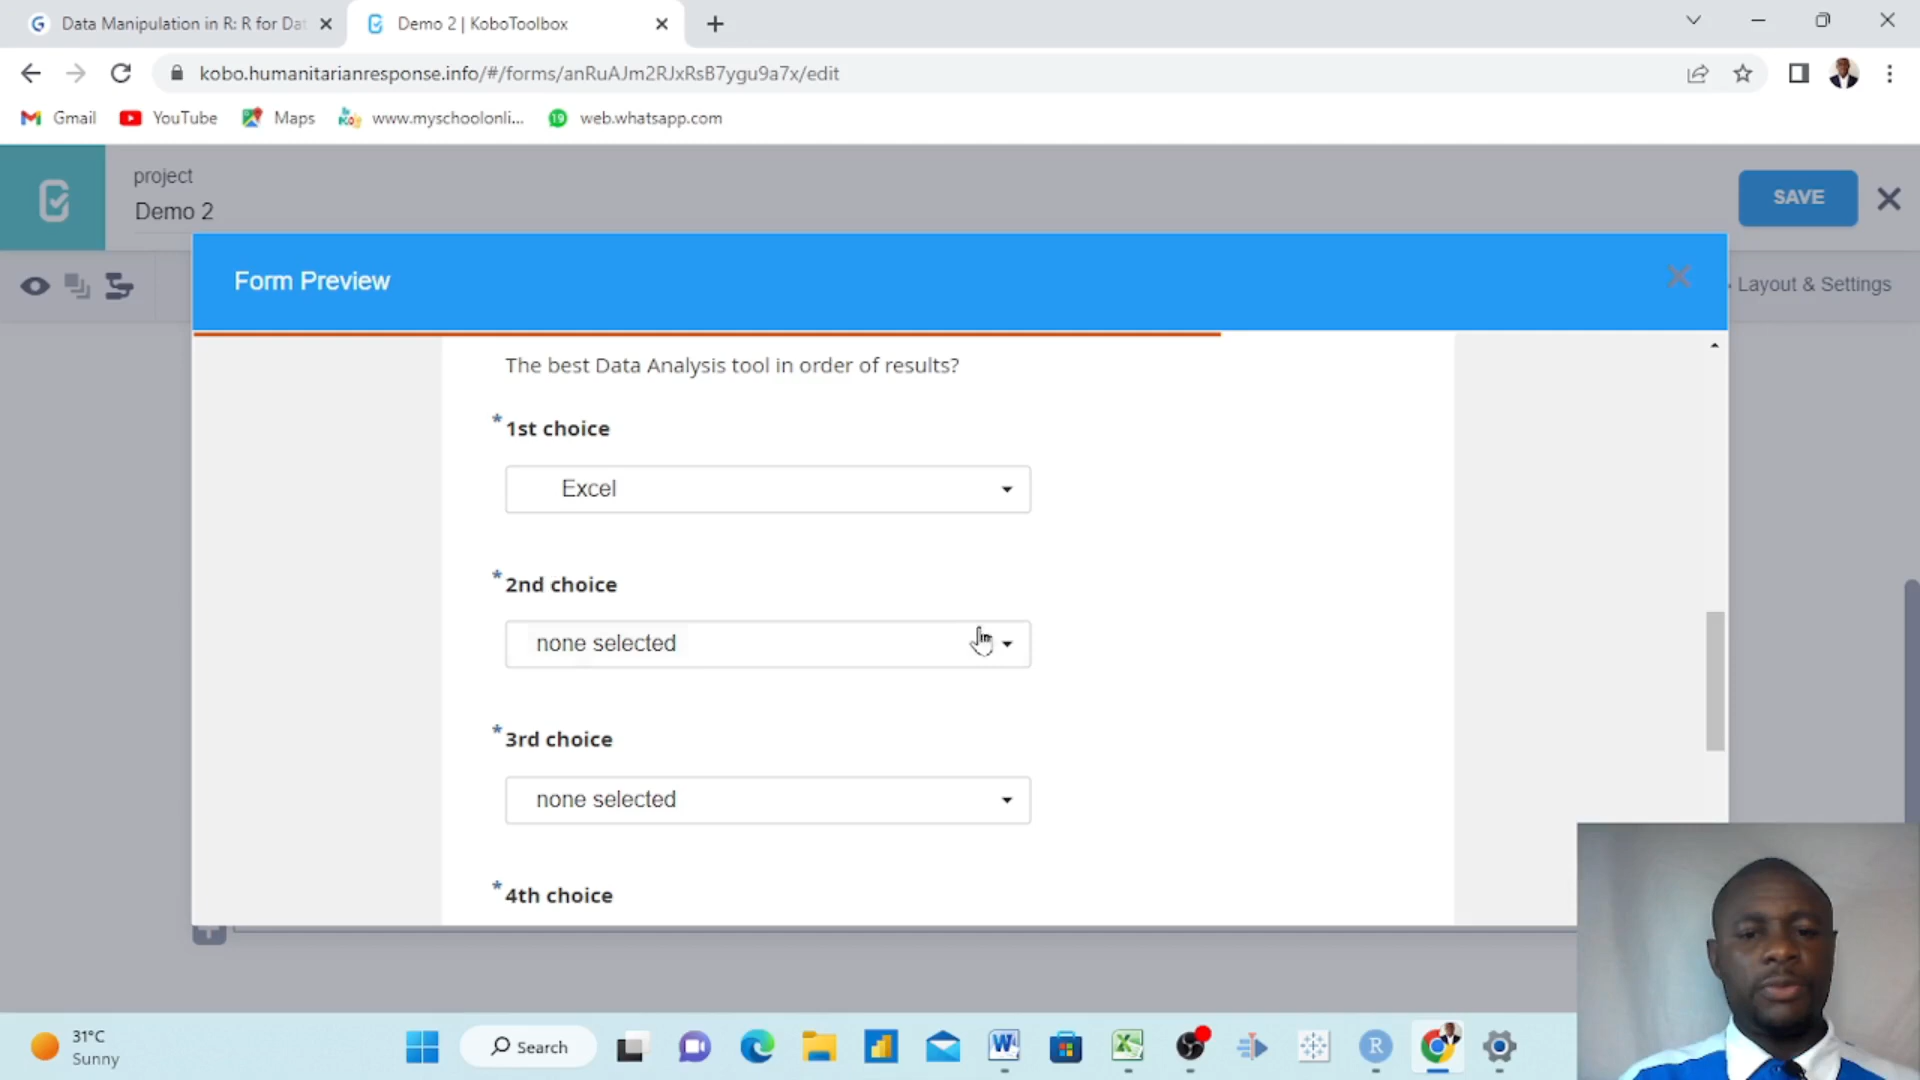 Data Manipulation in R: R for Dat
Demo 2 | KoboToolbox
kobo.humanitarianresponse.info/#/forms/anRuAJm2RJxRsB7ygu9a7x/edit
Gmail
YouTube
Maps
www.myschoolonli...
19
web.whatsapp.com
project
Demo 2
SAVE
Form Preview
Layout & Settings
The best Data Analysis tool in order of results?
* 1st choice
Excel
* 2nd choice
none selected
* 3rd choice
none selected
* 4th choice
31°C
Sunny
Search